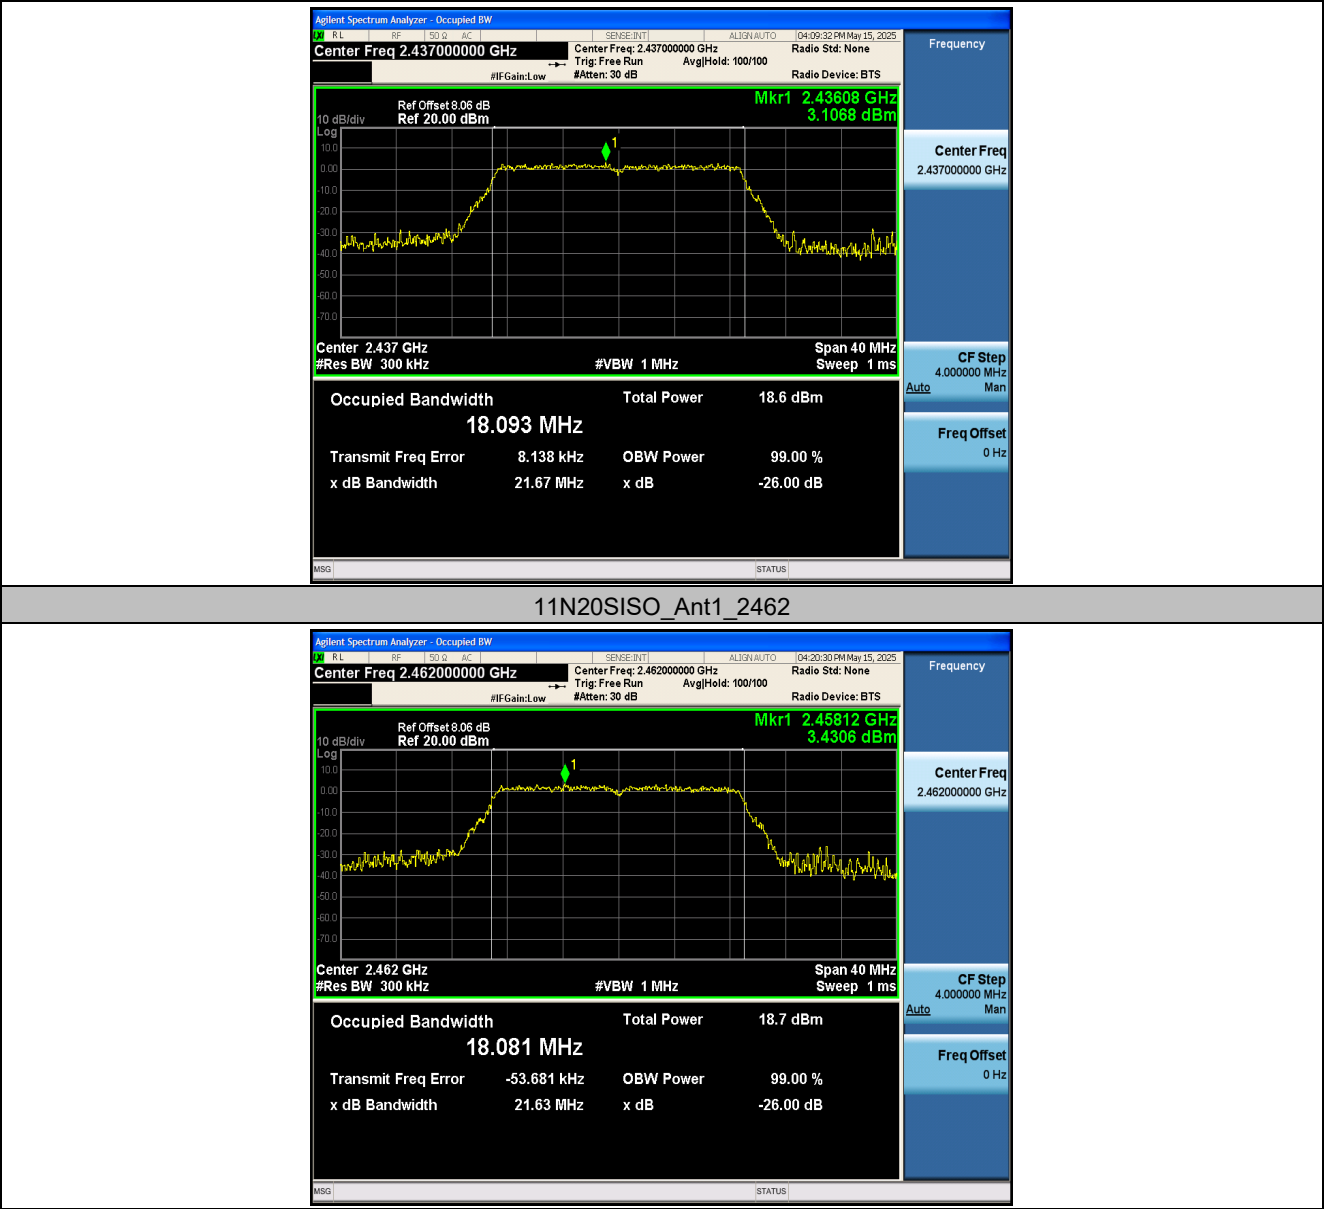 Agilent Spectrum Analyzer - Occupied BW
LXI RL RF 50 Ω AC SENSE:INT ALIGN AUTO 04:09:32 PM May 15, 2025
Center Freq 2.437000000 GHz
Center Freq: 2.437000000 GHz Radio Std: None
Trig: Free Run Avg|Hold: 100/100
#IFGain:Low #Atten: 30 dB Radio Device: BTS
Frequency
Mkr1 2.43608 GHz
3.1068 dBm
Ref Offset 8.06 dB
10 dB/div Ref 20.00 dBm
Log
10.0
0.00
-10.0
-20.0
-30.0
-40.0
-50.0
-60.0
-70.0
1
Center Freq
2.437000000 GHz
Center 2.437 GHz Span 40 MHz
#Res BW 300 kHz #VBW 1 MHz Sweep 1 ms
CF Step
4.000000 MHz
Auto Man
Occupied Bandwidth Total Power 18.6 dBm
18.093 MHz
Transmit Freq Error 8.138 kHz OBW Power 99.00 %
x dB Bandwidth 21.67 MHz x dB -26.00 dB
Freq Offset
0 Hz
MSG STATUS
11N20SISO_Ant1_2462
Agilent Spectrum Analyzer - Occupied BW
LXI RL RF 50 Ω AC SENSE:INT ALIGN AUTO 04:20:30 PM May 15, 2025
Center Freq 2.462000000 GHz
Center Freq: 2.462000000 GHz Radio Std: None
Trig: Free Run Avg|Hold: 100/100
#IFGain:Low #Atten: 30 dB Radio Device: BTS
Frequency
Mkr1 2.45812 GHz
3.4306 dBm
Ref Offset 8.06 dB
10 dB/div Ref 20.00 dBm
Log
10.0
0.00
-10.0
-20.0
-30.0
-40.0
-50.0
-60.0
-70.0
1
Center Freq
2.462000000 GHz
Center 2.462 GHz Span 40 MHz
#Res BW 300 kHz #VBW 1 MHz Sweep 1 ms
CF Step
4.000000 MHz
Auto Man
Occupied Bandwidth Total Power 18.7 dBm
18.081 MHz
Transmit Freq Error -53.681 kHz OBW Power 99.00 %
x dB Bandwidth 21.63 MHz x dB -26.00 dB
Freq Offset
0 Hz
MSG STATUS